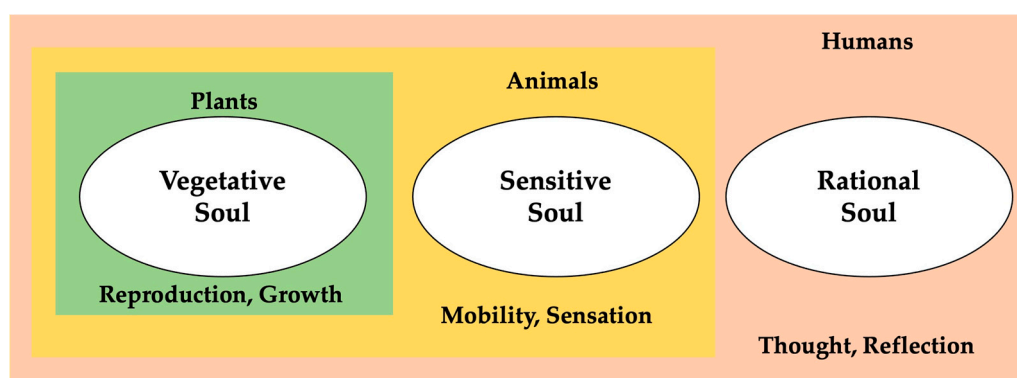 Humans
Animals
Plants
Vegetative
Soul
Sensitive
Soul
Rational
Soul
Reproduction, Growth
Mobility, Sensation
Thought, Reflection